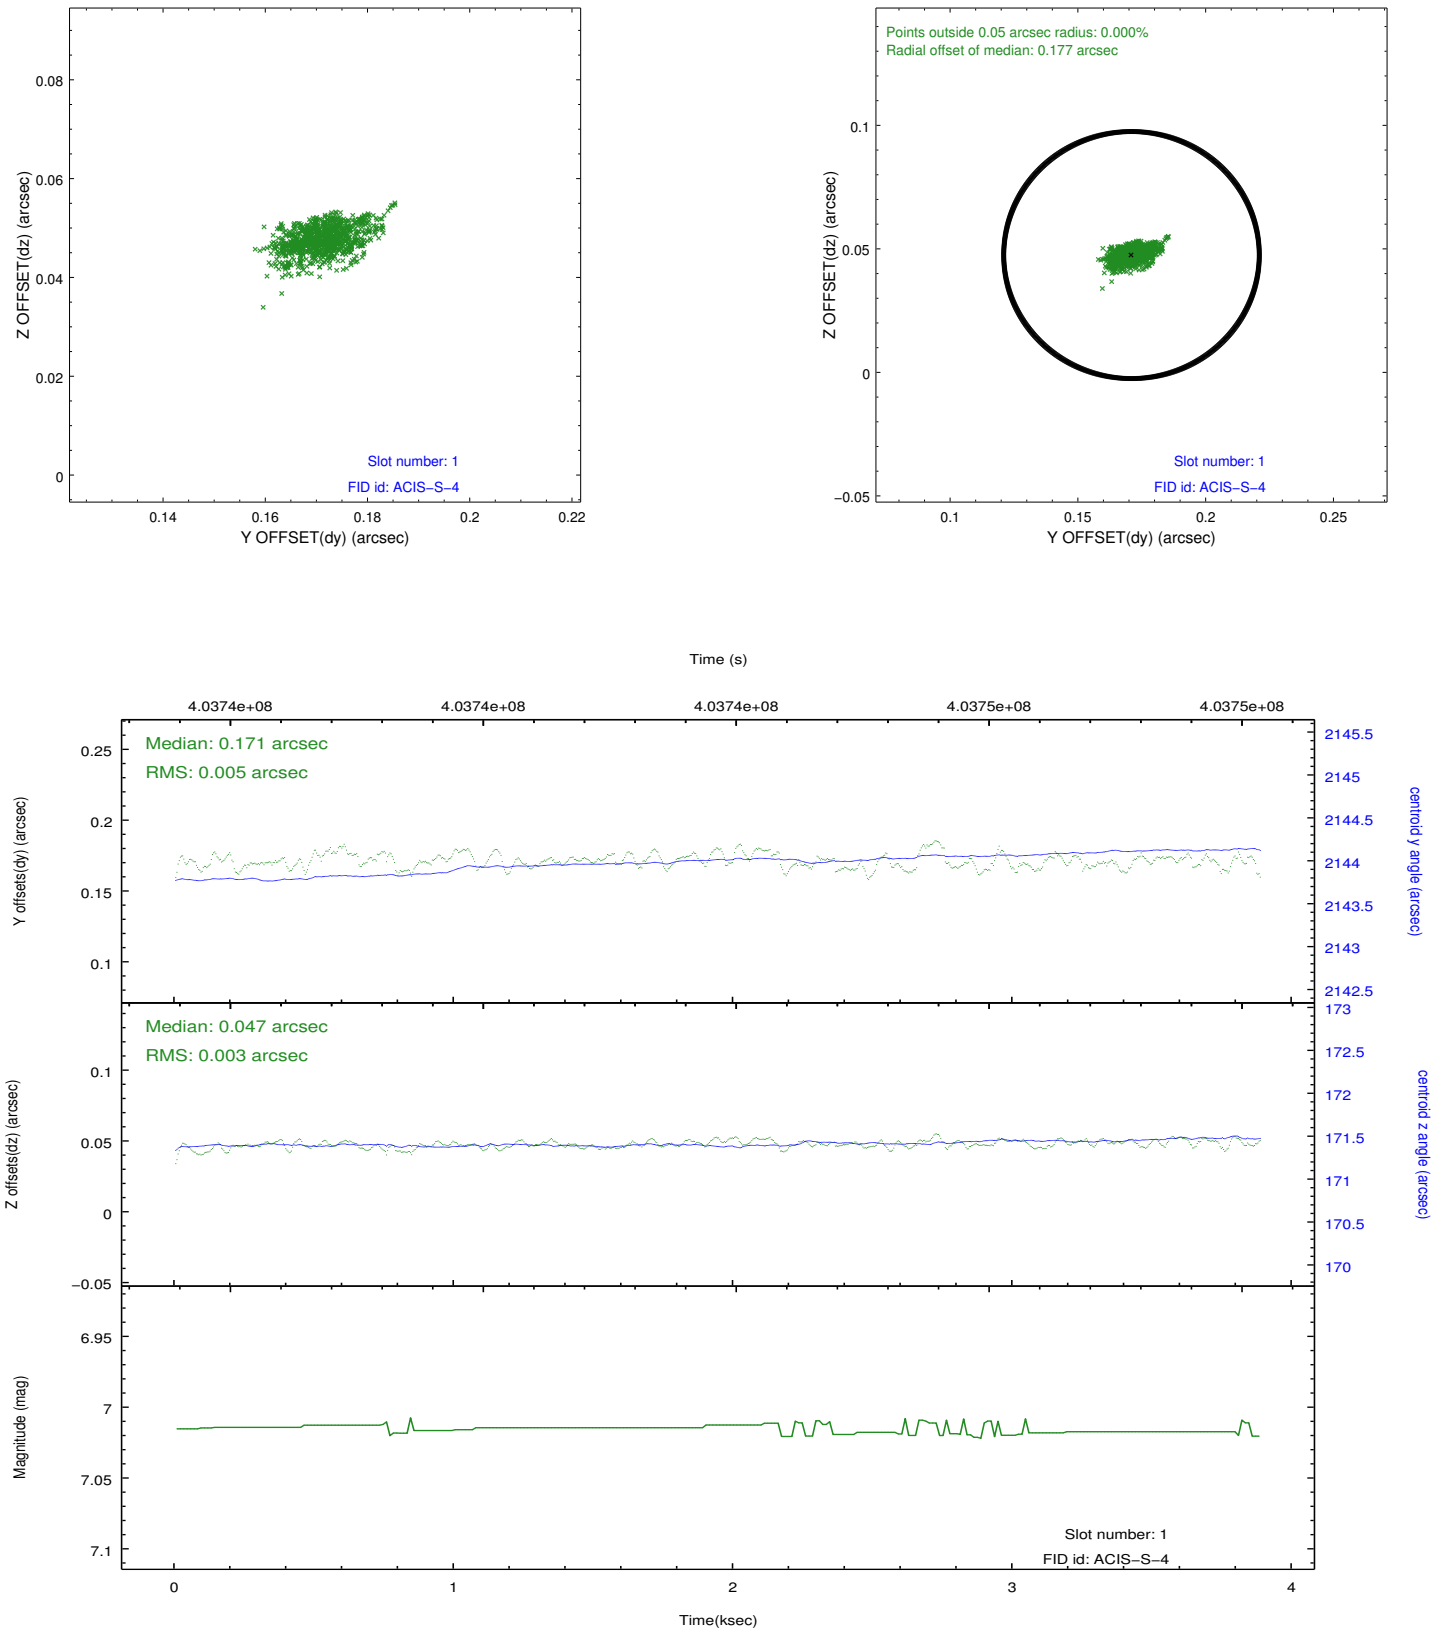 0.08
0.06
0.04
0.02
0
Z OFFSET(dz) (arcsec)
Slot number: 1
FID id: ACIS−S−4
0.14 0.16 0.18 0.2 0.22
Y OFFSET(dy) (arcsec)
Points outside 0.05 arcsec radius: 0.000%
Radial offset of median: 0.177 arcsec
0.1
0.05
0
−0.05
Z OFFSET(dz) (arcsec)
Slot number: 1
FID id: ACIS−S−4
0.1 0.15 0.2 0.25
Y OFFSET(dy) (arcsec)
Time (s)
4.0374e+08 4.0374e+08 4.0374e+08 4.0375e+08 4.0375e+08
Median: 0.171 arcsec
RMS: 0.005 arcsec
0.25
0.2
0.15
0.1
Y offsets(dy) (arcsec)
2145.5
2145
2144.5
2144
2143.5
2143
2142.5
centroid y angle (arcsec)
Median: 0.047 arcsec
RMS: 0.003 arcsec
0.1
0.05
0
−0.05
Z offsets(dz) (arcsec)
173
172.5
172
171.5
171
170.5
170
centroid z angle (arcsec)
6.95
7
7.05
7.1
Magnitude (mag)
Slot number: 1
FID id: ACIS−S−4
0 1 2 3 4
Time(ksec)